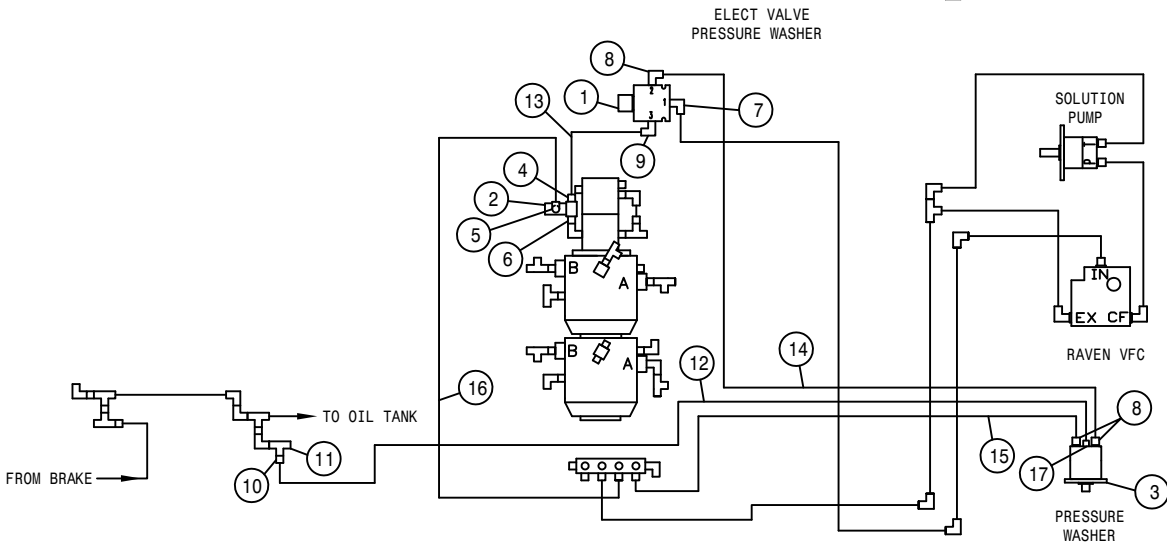 ELECT VALVE
PRESSURE WASHER
8
2
1
1
7
13
3
9
SOLUTION
PUMP
T
P
4
2
5
6
B
A
IN
EX CF
RAVEN VFC
B
A
14
12
16
TO OIL TANK
11
10
FROM BRAKE
8
15
17
3
PRESSURE
WASHER